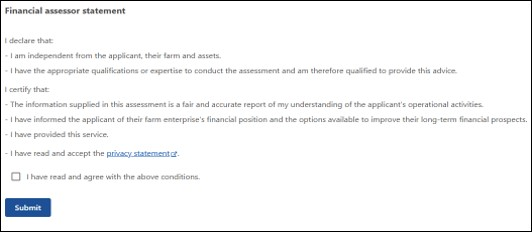 Financial assessor statement
I declare that:
- I am independent from the applicant, their farm and assets.
- I have the appropriate qualifications or expertise to conduct the assessment and am therefore qualified to provide this advice.
I certify that:
- The information supplied in this assessment is a fair and accurate report of my understanding of the applicant's operational activities.
- I have informed the applicant of their farm enterprise's financial position and the options available to improve their long-term financial prospects.
- I have provided this service.
- I have read and accept the privacy statement.
I have read and agree with the above conditions.
Submit